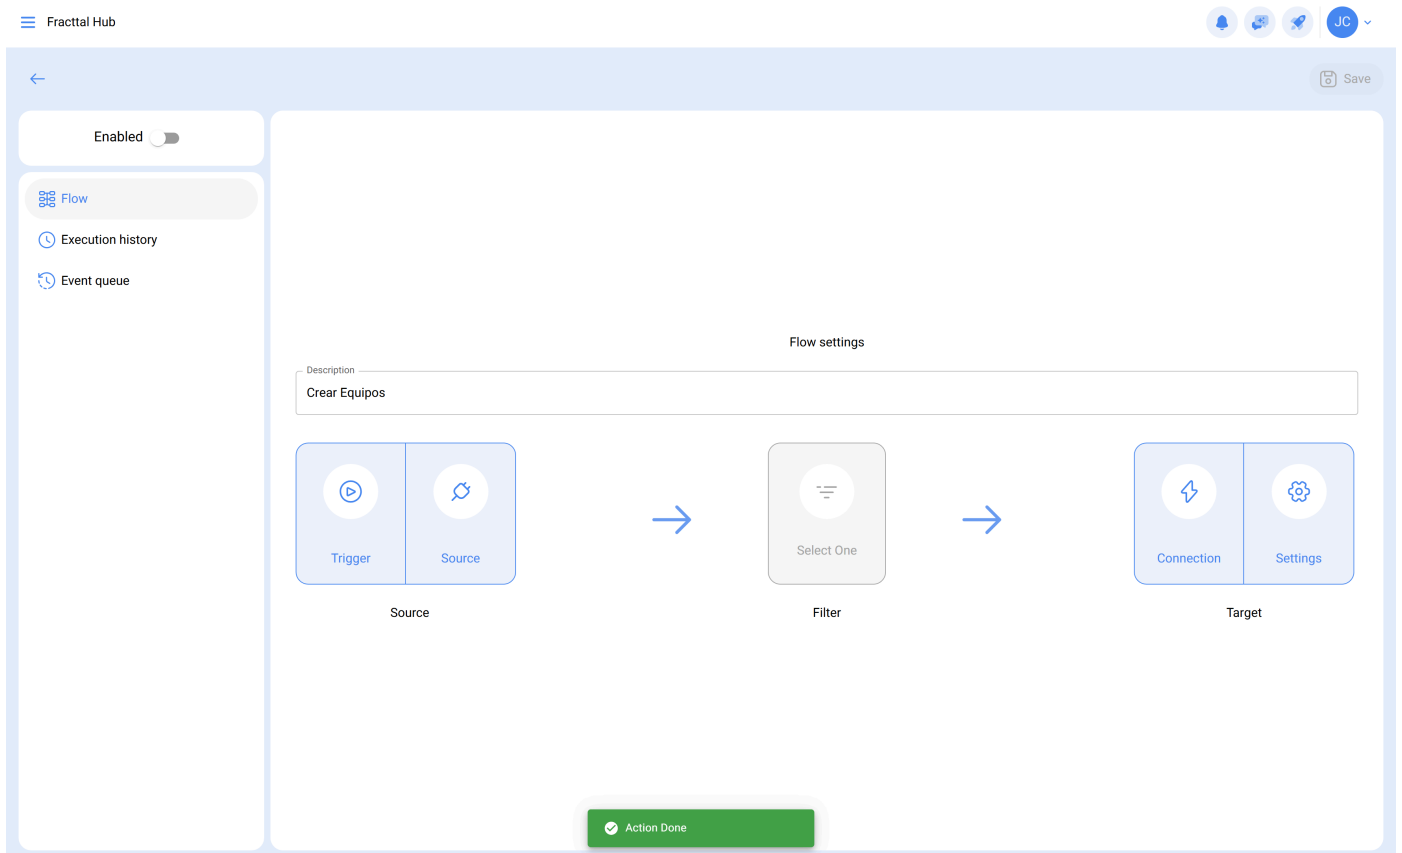 Fracttal Hub
JC
Save
Enabled
Flow
Execution history
Event queue
Flow settings
Description
Crear Equipos
Trigger
Source
Select One
Connection
Settings
Source
Filter
Target
Action Done